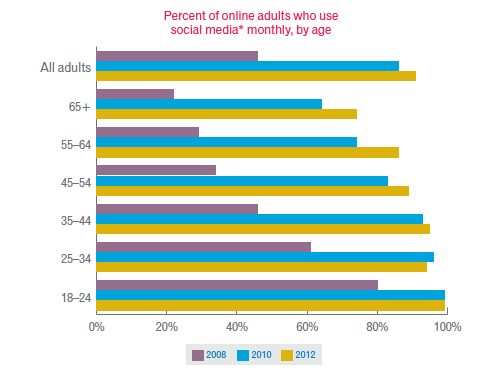 Percent of online adults who use
social media* monthly, by age
All adults
65+
55–64
45–54
35–44
25–34
18–24
0% 20% 40% 60% 80% 100%
2008 2010 2012